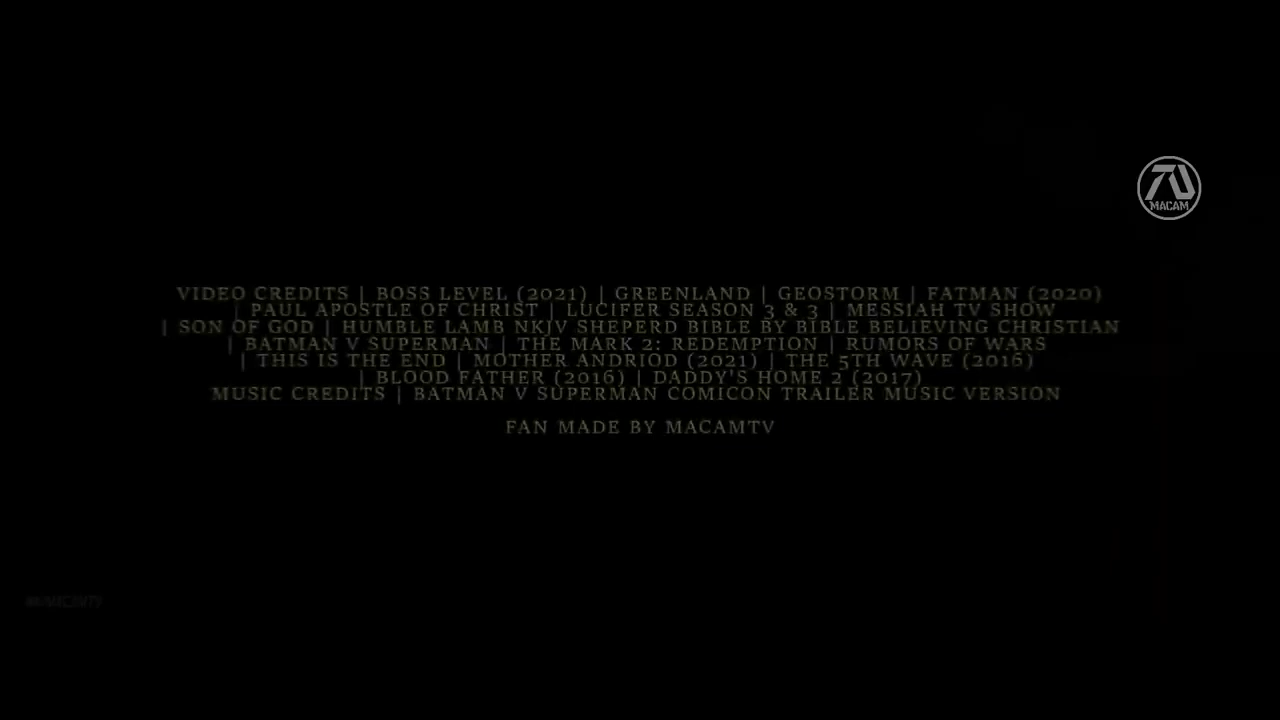 MACAM
VIDEO CREDITS | BOSS LEVEL (2021) | GREENLAND | GEOSTORM | FATMAN (2020)
| PAUL APOSTLE OF CHRIST | LUCIFER SEASON 3 & 3 | MESSIAH TV SHOW
| SON OF GOD | HUMBLE LAMB NKJV SHEPERD BIBLE BY BIBLE BELIEVING CHRISTIAN
| BATMAN V SUPERMAN | THE MARK 2: REDEMPTION | RUMORS OF WARS
| THIS IS THE END | MOTHER ANDRIOD (2021) | THE 5TH WAVE (2016)
| BLOOD FATHER (2016) | DADDY'S HOME 2 (2017)
MUSIC CREDITS | BATMAN V SUPERMAN COMICON TRAILER MUSIC VERSION
FAN MADE BY MACAMTV